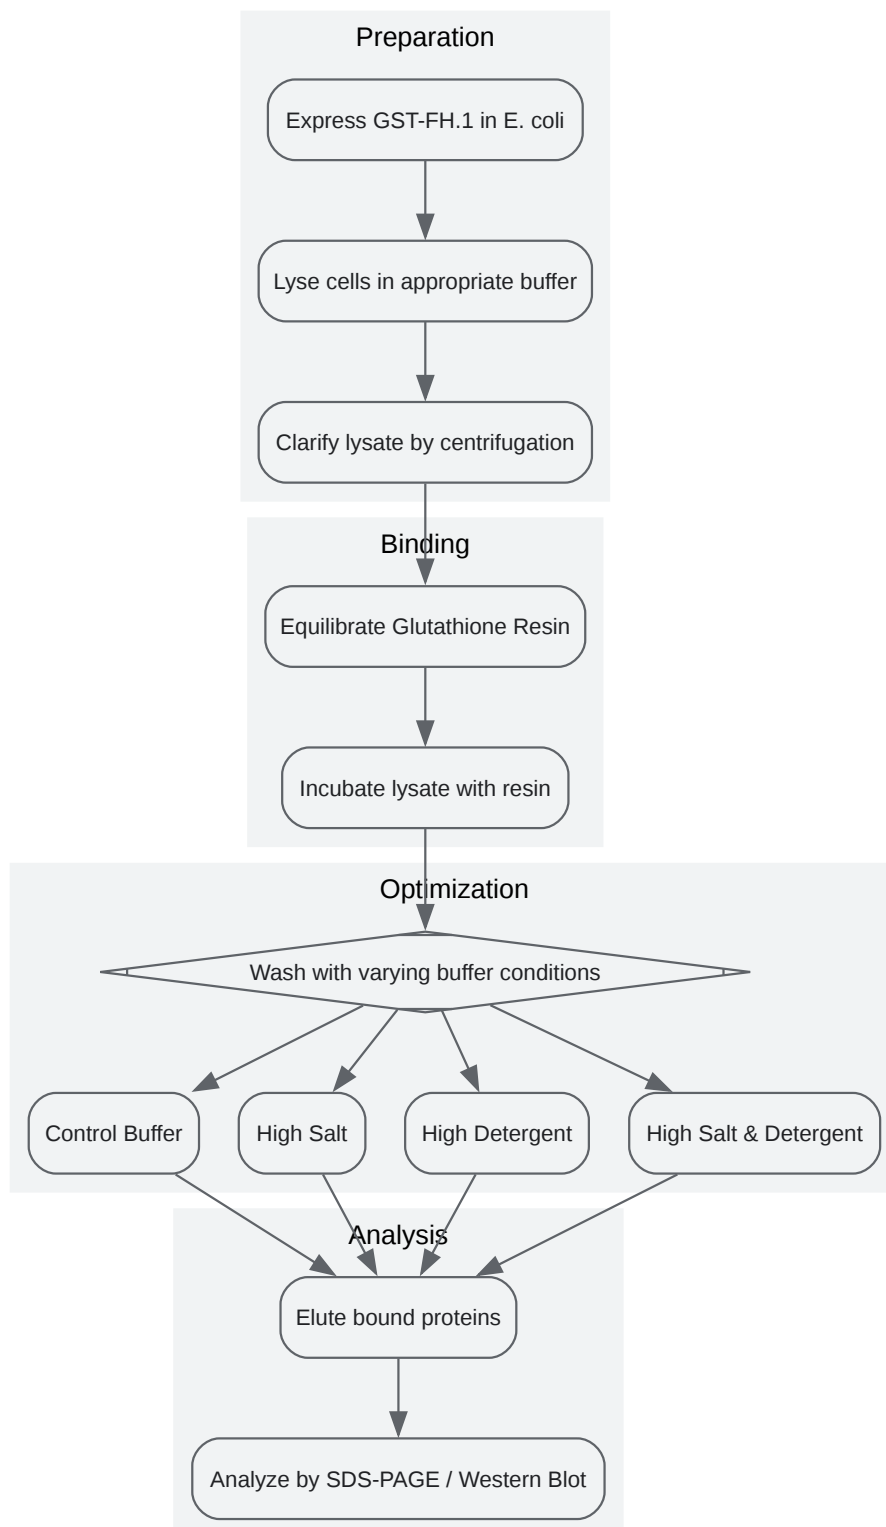 Preparation
Express GST-FH.1 in E. coli
Lyse cells in appropriate buffer
Clarify lysate by centrifugation
Binding
Equilibrate Glutathione Resin
Incubate lysate with resin
Optimization
Wash with varying buffer conditions
Control Buffer
High Salt
High Detergent
High Salt & Detergent
Analysis
Elute bound proteins
Analyze by SDS-PAGE / Western Blot